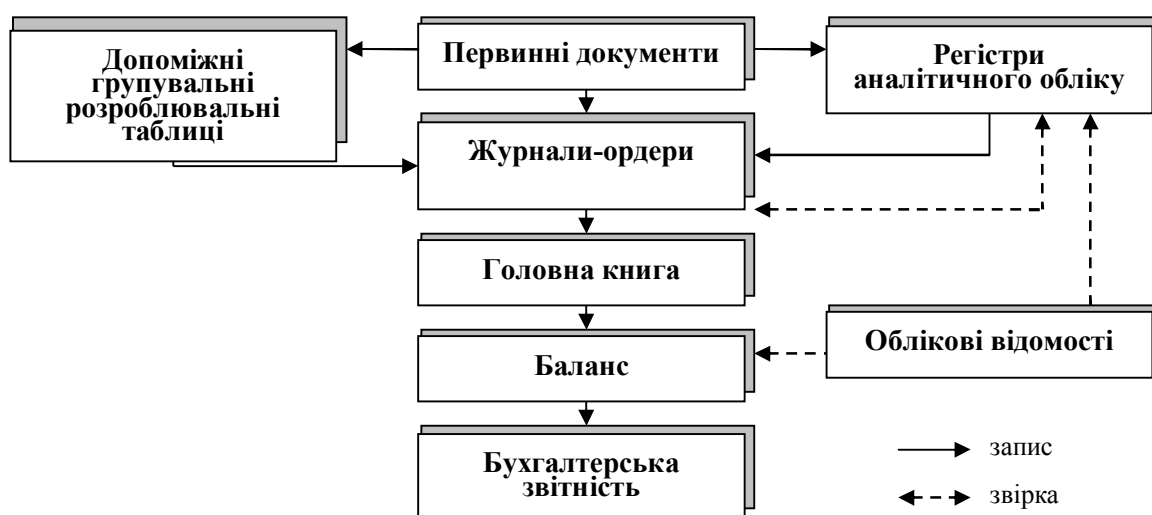 Допоміжні
групувальні
розроблювальні
таблиці
Первинні документи
Регістри
аналітичного обліку
Журнали-ордери
Головна книга
Облікові відомості
Баланс
Бухгалтерська
звітність
запис
звірка